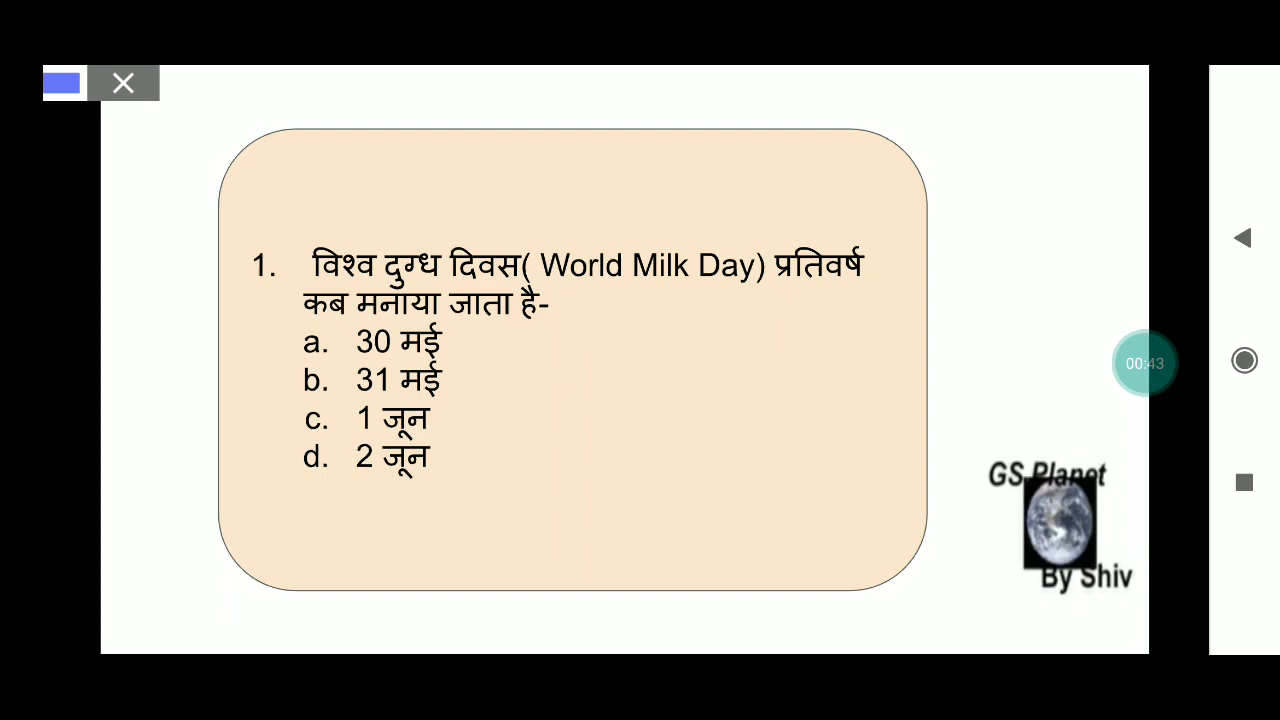 1. विश्व दुग्ध दिवस( World Milk Day) प्रतिवर्ष
कब मनाया जाता है-
a. 30 मई
b. 31 मई
c. 1 जून
d. 2 जून
00:43
GS Planet
By Shiv